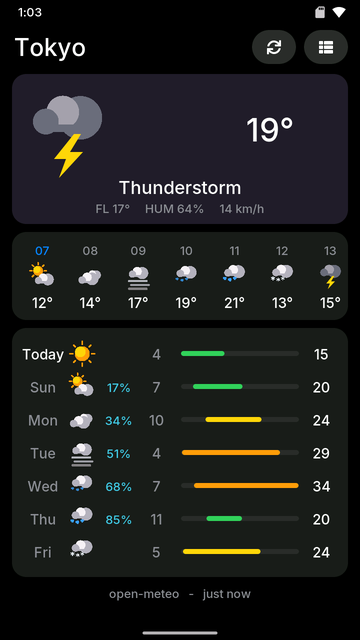 1:03
Tokyo
19°
Thunderstorm
FL 17° HUM 64% 14 km/h
07 08 09 10 11 12 13
12° 14° 17° 19° 21° 13° 15°
Today 4 15
Sun 17% 7 20
Mon 34% 10 24
Tue 51% 4 29
Wed 68% 7 34
Thu 85% 11 20
Fri 5 24
open-meteo - just now